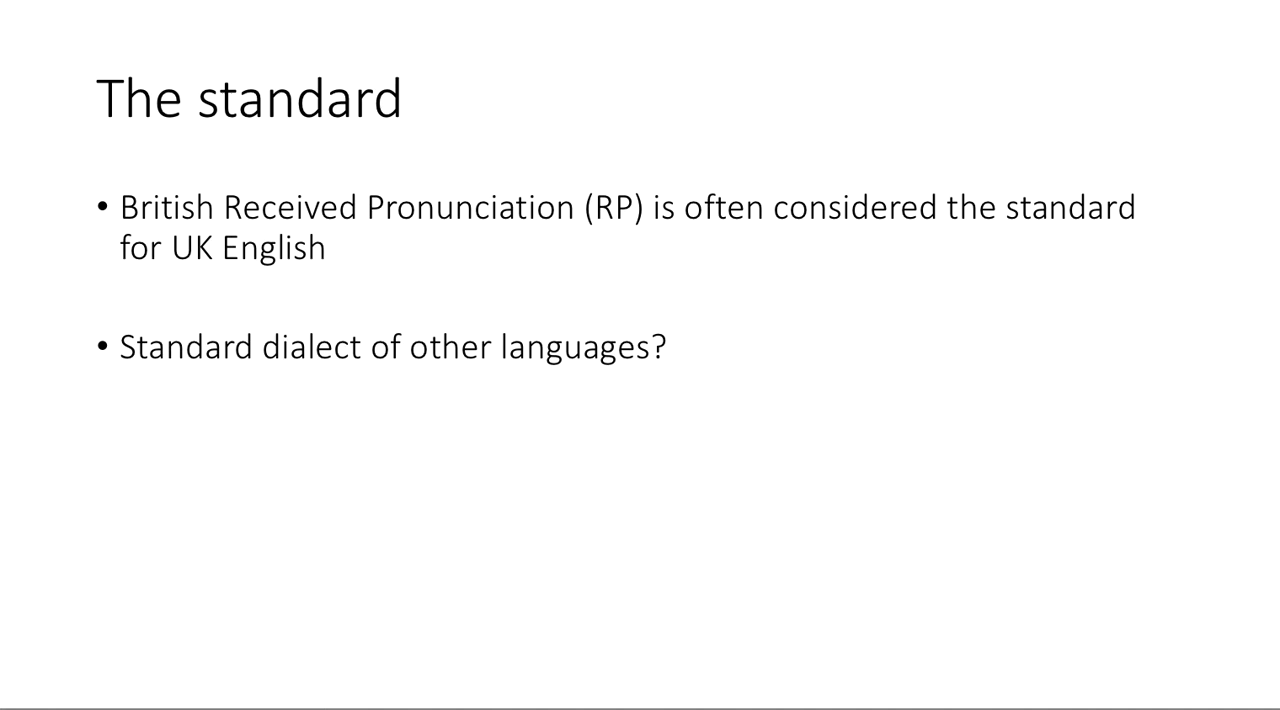 The standard
• British Received Pronunciation (RP) is often considered the standard
for UK English
• Standard dialect of other languages?